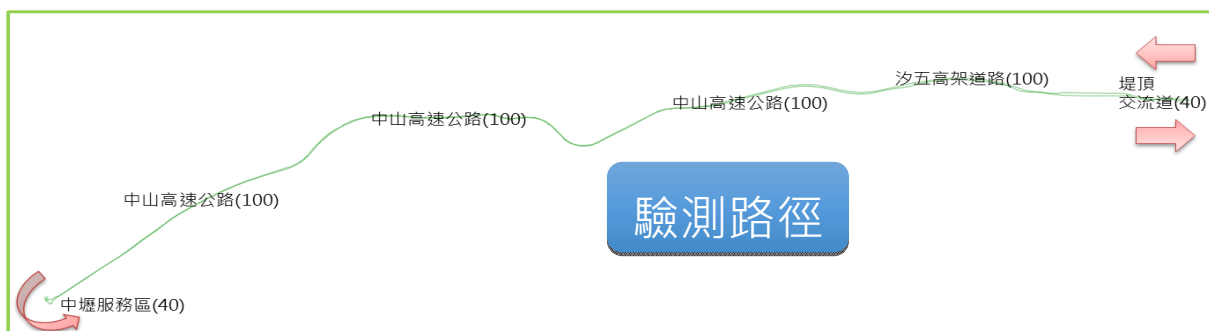 汐五高架道路(100)
堤頂
交流道(40)
中山高速公路(100)
中山高速公路(100)
中山高速公路(100)
驗測路徑
中壢服務區(40)